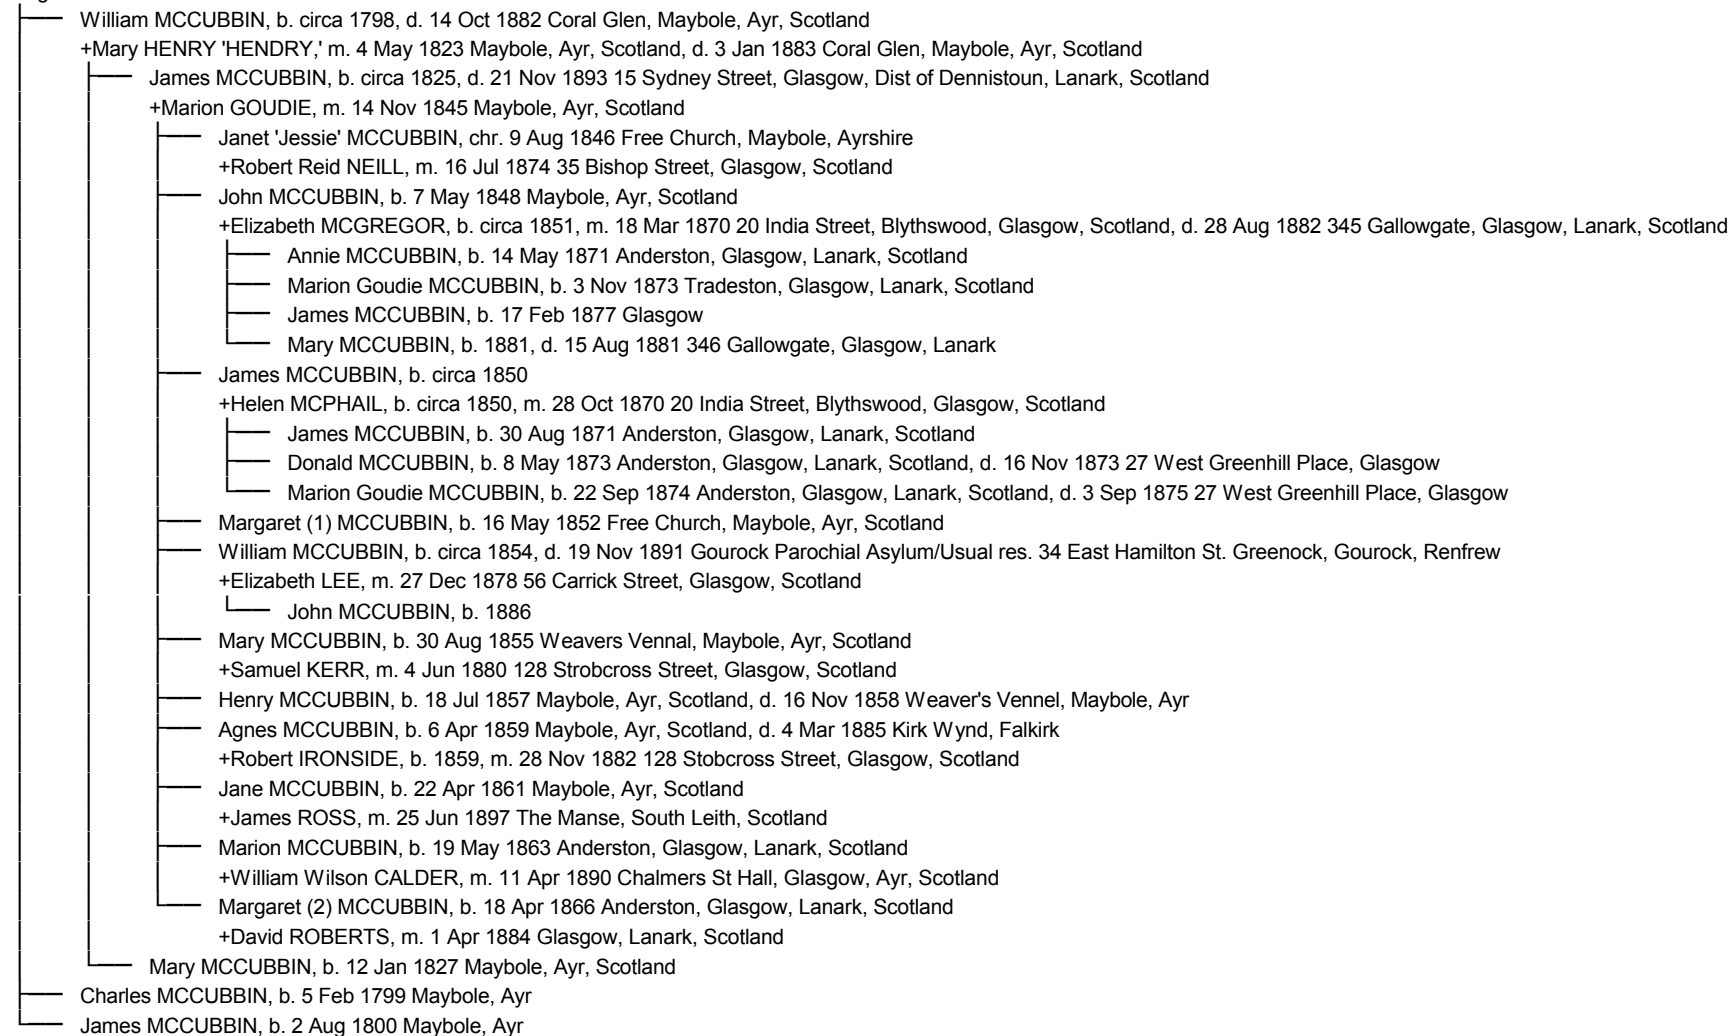 William MCCUBBIN, b. circa 1798, d. 14 Oct 1882 Coral Glen, Maybole, Ayr, Scotland
+Mary HENRY 'HENDRY,' m. 4 May 1823 Maybole, Ayr, Scotland, d. 3 Jan 1883 Coral Glen, Maybole, Ayr, Scotland
James MCCUBBIN, b. circa 1825, d. 21 Nov 1893 15 Sydney Street, Glasgow, Dist of Dennistoun, Lanark, Scotland
+Marion GOUDIE, m. 14 Nov 1845 Maybole, Ayr, Scotland
Janet 'Jessie' MCCUBBIN, chr. 9 Aug 1846 Free Church, Maybole, Ayrshire
+Robert Reid NEILL, m. 16 Jul 1874 35 Bishop Street, Glasgow, Scotland
John MCCUBBIN, b. 7 May 1848 Maybole, Ayr, Scotland
+Elizabeth MCGREGOR, b. circa 1851, m. 18 Mar 1870 20 India Street, Blythswood, Glasgow, Scotland, d. 28 Aug 1882 345 Gallowgate, Glasgow, Lanark, Scotland
Annie MCCUBBIN, b. 14 May 1871 Anderston, Glasgow, Lanark, Scotland
Marion Goudie MCCUBBIN, b. 3 Nov 1873 Tradeston, Glasgow, Lanark, Scotland
James MCCUBBIN, b. 17 Feb 1877 Glasgow
Mary MCCUBBIN, b. 1881, d. 15 Aug 1881 346 Gallowgate, Glasgow, Lanark
James MCCUBBIN, b. circa 1850
+Helen MCPHAIL, b. circa 1850, m. 28 Oct 1870 20 India Street, Blythswood, Glasgow, Scotland
James MCCUBBIN, b. 30 Aug 1871 Anderston, Glasgow, Lanark, Scotland
Donald MCCUBBIN, b. 8 May 1873 Anderston, Glasgow, Lanark, Scotland, d. 16 Nov 1873 27 West Greenhill Place, Glasgow
Marion Goudie MCCUBBIN, b. 22 Sep 1874 Anderston, Glasgow, Lanark, Scotland, d. 3 Sep 1875 27 West Greenhill Place, Glasgow
Margaret (1) MCCUBBIN, b. 16 May 1852 Free Church, Maybole, Ayr, Scotland
William MCCUBBIN, b. circa 1854, d. 19 Nov 1891 Gourock Parochial Asylum/Usual res. 34 East Hamilton St. Greenock, Gourock, Renfrew
+Elizabeth LEE, m. 27 Dec 1878 56 Carrick Street, Glasgow, Scotland
John MCCUBBIN, b. 1886
Mary MCCUBBIN, b. 30 Aug 1855 Weavers Vennal, Maybole, Ayr, Scotland
+Samuel KERR, m. 4 Jun 1880 128 Strobcross Street, Glasgow, Scotland
Henry MCCUBBIN, b. 18 Jul 1857 Maybole, Ayr, Scotland, d. 16 Nov 1858 Weaver's Vennel, Maybole, Ayr
Agnes MCCUBBIN, b. 6 Apr 1859 Maybole, Ayr, Scotland, d. 4 Mar 1885 Kirk Wynd, Falkirk
+Robert IRONSIDE, b. 1859, m. 28 Nov 1882 128 Stobcross Street, Glasgow, Scotland
Jane MCCUBBIN, b. 22 Apr 1861 Maybole, Ayr, Scotland
+James ROSS, m. 25 Jun 1897 The Manse, South Leith, Scotland
Marion MCCUBBIN, b. 19 May 1863 Anderston, Glasgow, Lanark, Scotland
+William Wilson CALDER, m. 11 Apr 1890 Chalmers St Hall, Glasgow, Ayr, Scotland
Margaret (2) MCCUBBIN, b. 18 Apr 1866 Anderston, Glasgow, Lanark, Scotland
+David ROBERTS, m. 1 Apr 1884 Glasgow, Lanark, Scotland
Mary MCCUBBIN, b. 12 Jan 1827 Maybole, Ayr, Scotland
Charles MCCUBBIN, b. 5 Feb 1799 Maybole, Ayr
James MCCUBBIN, b. 2 Aug 1800 Maybole, Ayr